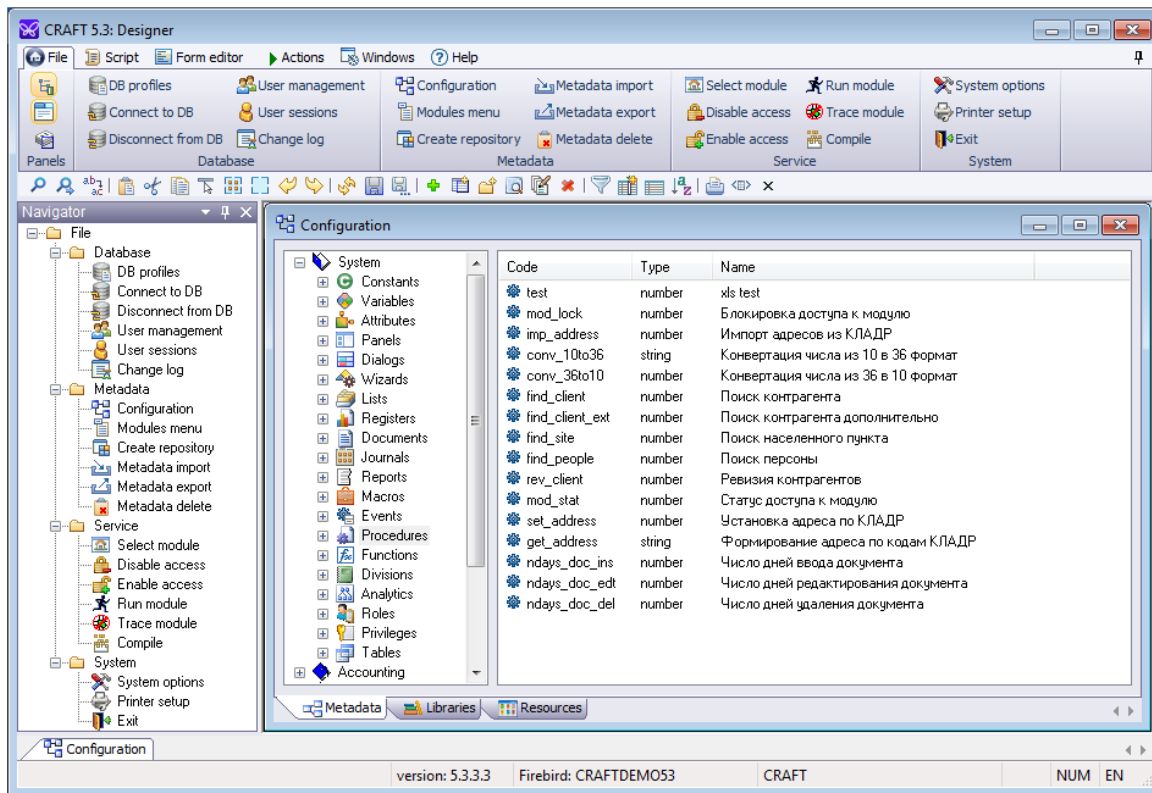 CRAFT 5.3: Designer
File Script Form editor Actions Windows Help
DB profiles User management Configuration Metadata import Select module Run module System options
Connect to DB User sessions Modules menu Metadata export Disable access Trace module Printer setup
Disconnect from DB Change log Create repository Metadata delete Enable access Compile Exit
Panels Database Metadata Service System
Navigator
File
Database
DB profiles
Connect to DB
Disconnect from DB
User management
User sessions
Change log
Metadata
Configuration
Modules menu
Create repository
Metadata import
Metadata export
Metadata delete
Service
Select module
Disable access
Enable access
Run module
Trace module
Compile
System
System options
Printer setup
Exit
Configuration
System
Constants
Variables
Attributes
Panels
Dialogs
Wizards
Lists
Registers
Documents
Journals
Reports
Macros
Events
Procedures
Functions
Divisions
Analytics
Roles
Privileges
Tables
Accounting
Code Type Name
test number xls test
mod_lock number Блокировка доступа к модулю
imp_address number Импорт адресов из КЛАДР
conv_10to36 string Конвертация числа из 10 в 36 формат
conv_36to10 number Конвертация числа из 36 в 10 формат
find_client number Поиск контрагента
find_client_ext number Поиск контрагента дополнительно
find_site number Поиск населенного пункта
find_people number Поиск персоны
rev_client number Ревизия контрагентов
mod_stat number Статус доступа к модулю
set_address number Установка адреса по КЛАДР
get_address string Формирование адреса по кодам КЛАДР
ndays_doc_ins number Число дней ввода документа
ndays_doc_edt number Число дней редактирования документа
ndays_doc_del number Число дней удаления документа
Metadata Libraries Resources
Configuration
version: 5.3.3.3 Firebird: CRAFTDEMO53 CRAFT NUM EN